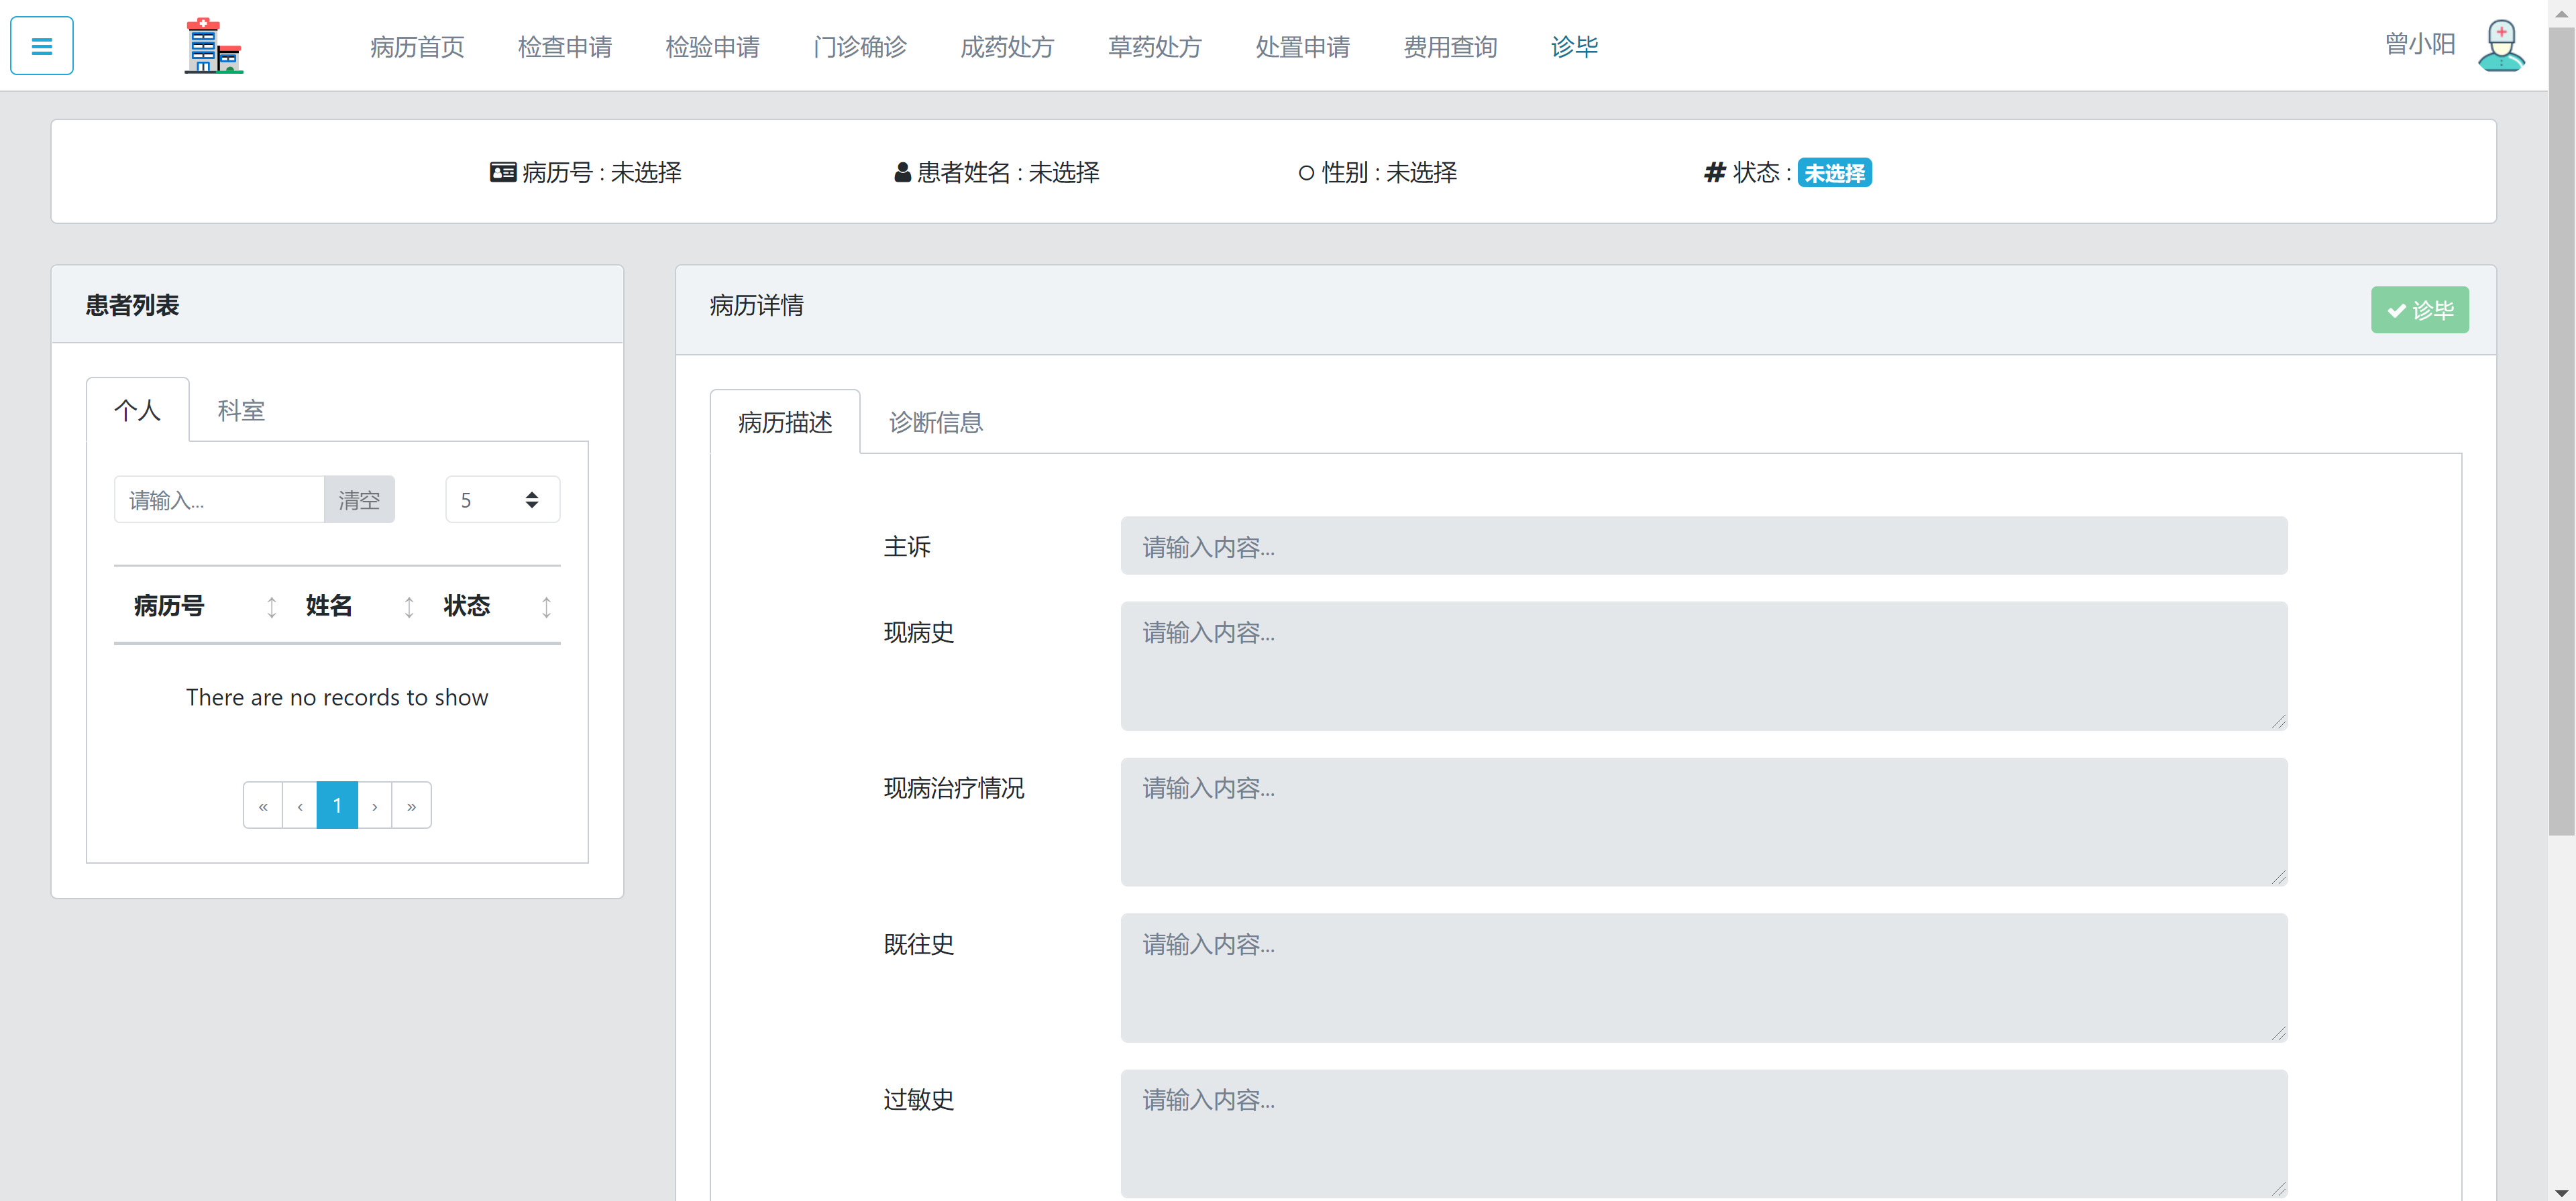 病历首页 检查申请 检验申请 门诊确诊 成药处方 草药处方 处置申请 费用查询 诊毕 曾小阳
病历号 : 未选择 患者姓名 : 未选择 性别 : 未选择 # 状态 : 未选择
患者列表
个人 科室
请输入... 清空 5
病历号 姓名 状态
There are no records to show
« ‹ 1 › »
病历详情 诊毕
病历描述 诊断信息
主诉 请输入内容...
现病史 请输入内容...
现病治疗情况 请输入内容...
既往史 请输入内容...
过敏史 请输入内容...